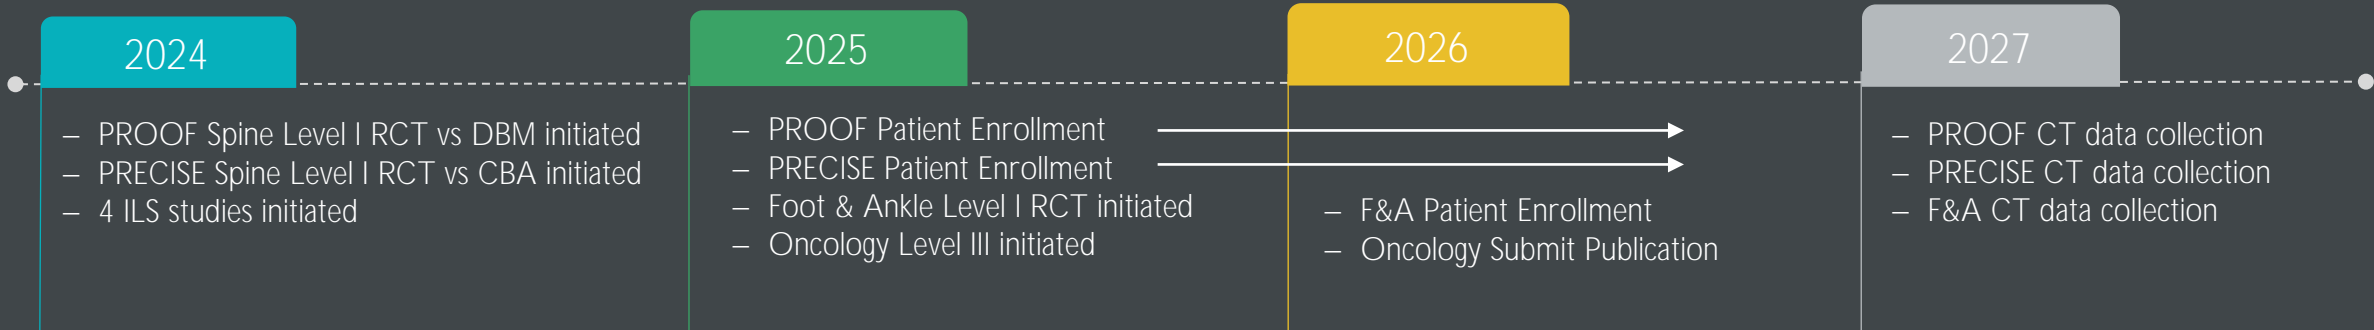 2024
– PROOF Spine Level I RCT vs DBM initiated
– PRECISE Spine Level I RCT vs CBA initiated
– 4 ILS studies initiated
2025
– PROOF Patient Enrollment
– PRECISE Patient Enrollment
– Foot & Ankle Level I RCT initiated
– Oncology Level III initiated
2026
– F&A Patient Enrollment
– Oncology Submit Publication
2027
– PROOF CT data collection
– PRECISE CT data collection
– F&A CT data collection